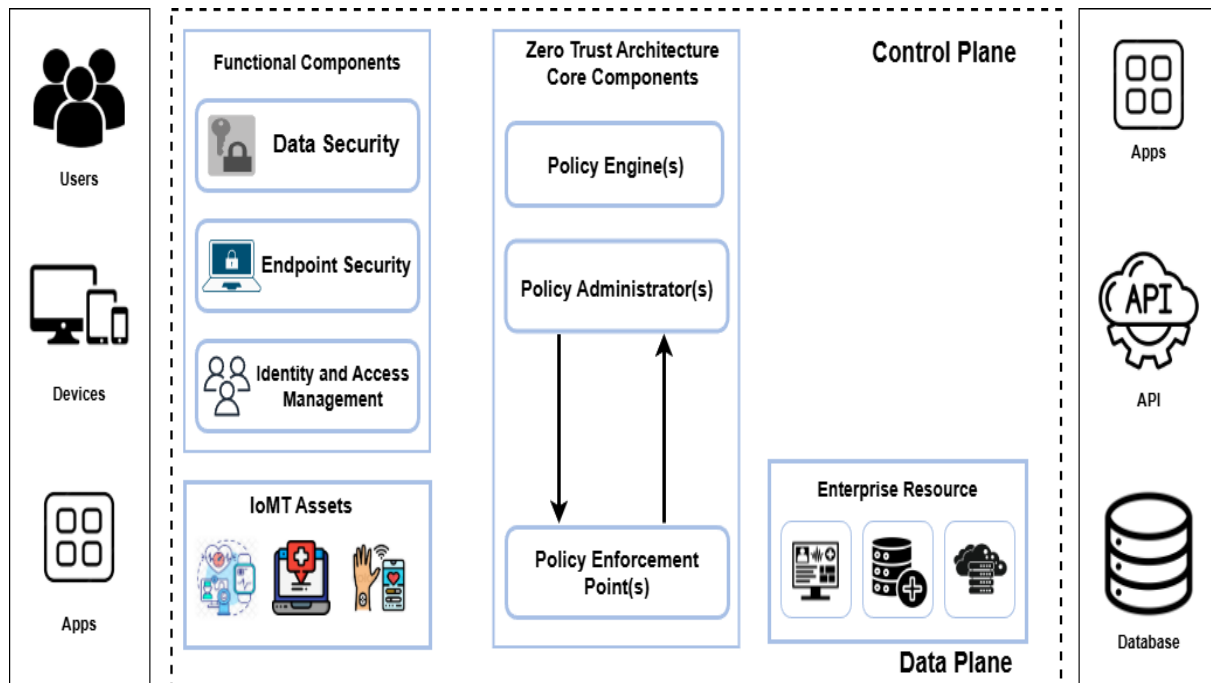 Users
Devices
Apps
Functional Components
Data Security
Endpoint Security
Identity and Access
Management
IoMT Assets
Zero Trust Architecture
Core Components
Policy Engine(s)
Policy Administrator(s)
Policy Enforcement
Point(s)
Control Plane
Enterprise Resource
Data Plane
Apps
API
API
Database